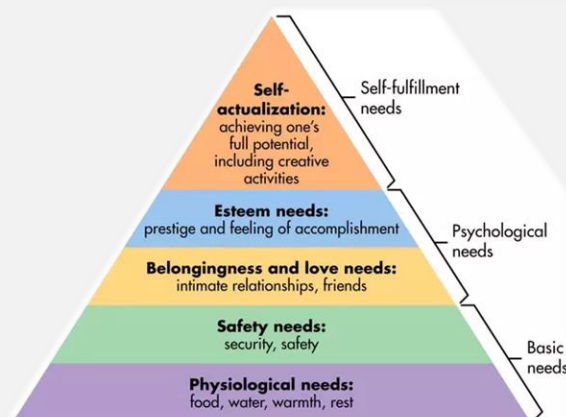 Self-
actualization:
achieving one's
full potential,
including creative
activities
Self-fulfillment
needs
Esteem needs:
prestige and feeling of accomplishment
Psychological
needs
Belongingness and love needs:
intimate relationships, friends
Safety needs:
security, safety
Basic
needs
Physiological needs:
food, water, warmth, rest